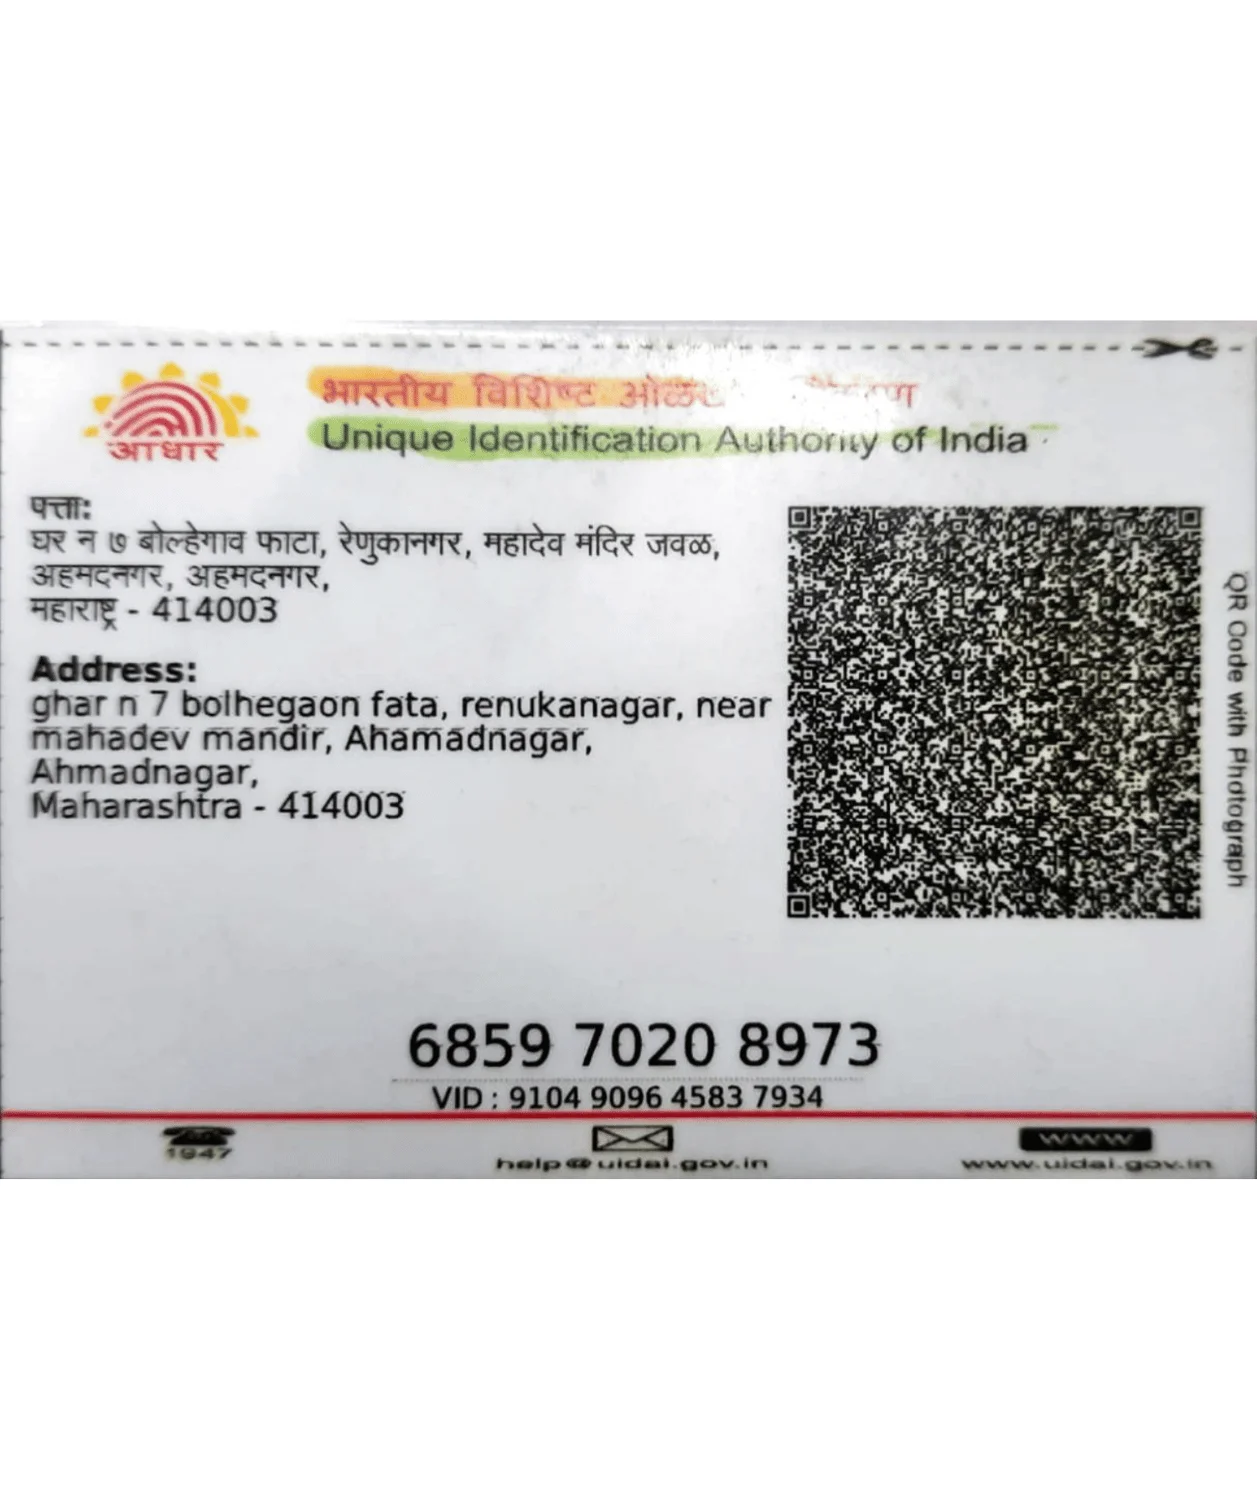 आधार
भारतीय विशिष्ट ओळख
Unique Identification Authority of India
पत्ता:
घर न ७ बोल्हेगाव फाटा, रेणुकानगर, महादेव मंदिर जवळ,
अहमदनगर, अहमदनगर,
महाराष्ट्र - 414003
Address:
ghar n 7 bolhegaon fata, renukanagar, near
mahadev mandir, Ahamadnagar,
Ahmadnagar,
Maharashtra - 414003
QR Code with Photograph
6859 7020 8973
VID : 9104 9096 4583 7934
1947
help@uidai.gov.in
www
www.uidai.gov.in